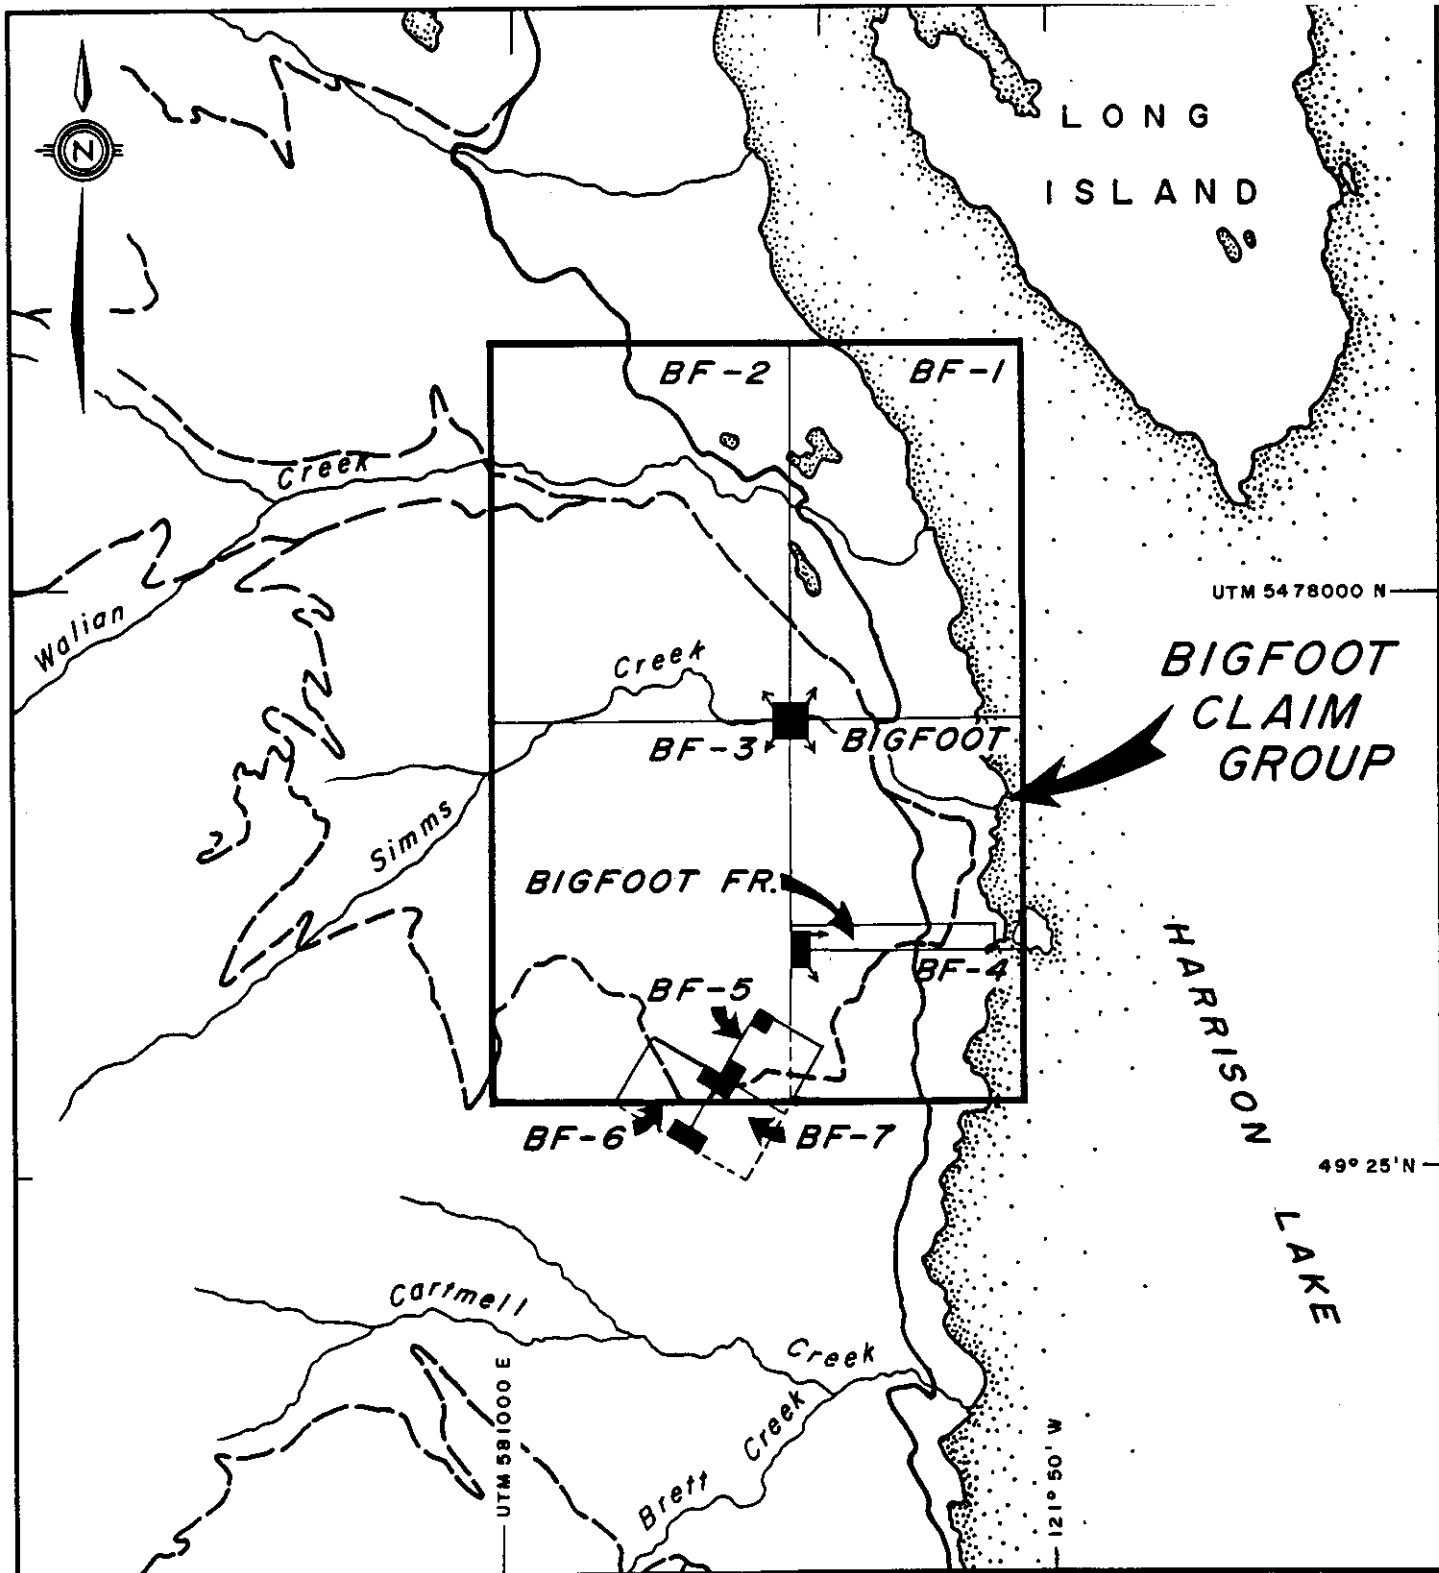 LONG
ISLAND
N
BF-2
BF-1
Creek
UTM 5478000 N
Walian
Creek
BIGFOOT
CLAIM
GROUP
BF-3
BIGFOOT
Simms
BIGFOOT FR.
BF-4
BF-5
HARRISON
BF-6
BF-7
49° 25' N
LAKE
Cartmell
Creek
UTM 581000 E
Creek
Brett
121° 50' W